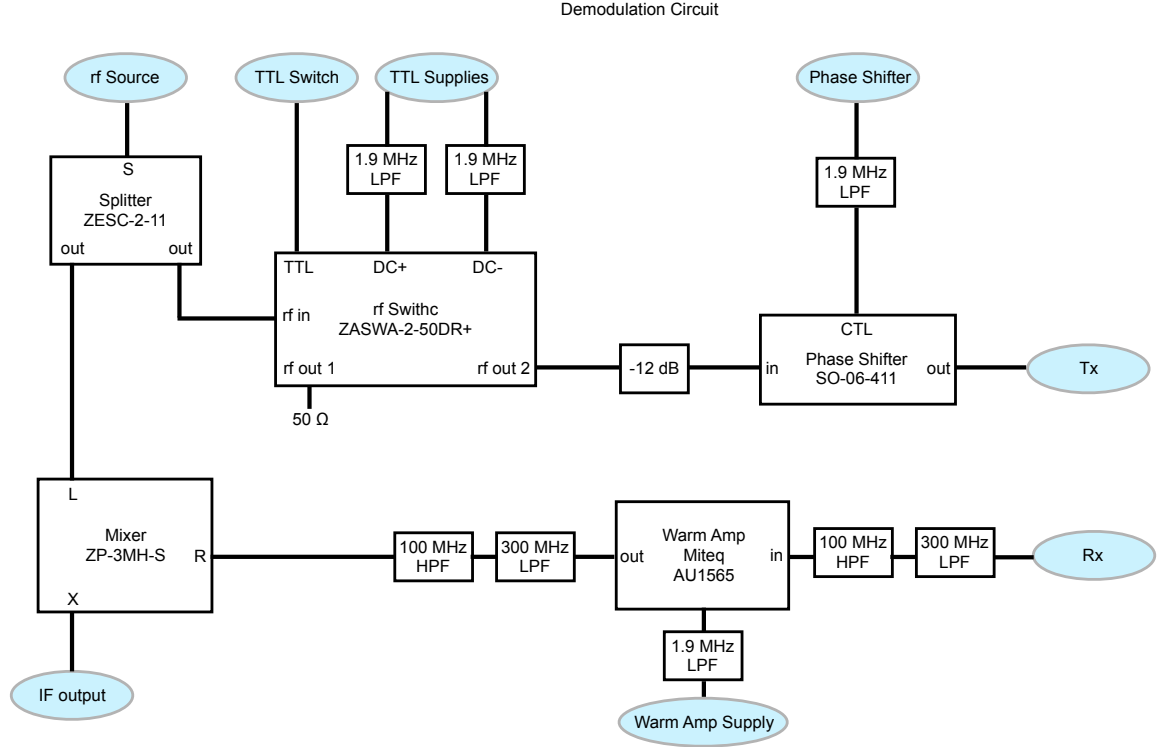 Demodulation Circuit
rf Source
TTL Switch
TTL Supplies
Phase Shifter
1.9 MHz
LPF
1.9 MHz
LPF
1.9 MHz
LPF
S
Splitter
ZESC-2-11
out
out
TTL
DC+
DC-
rf in
rf Swithc
ZASWA-2-50DR+
rf out 1
rf out 2
50 Ω
-12 dB
CTL
Phase Shifter
SO-06-411
in
out
Tx
L
Mixer
ZP-3MH-S
R
X
100 MHz
HPF
300 MHz
LPF
Warm Amp
Miteq
AU1565
out
in
100 MHz
HPF
300 MHz
LPF
Rx
1.9 MHz
LPF
IF output
Warm Amp Supply